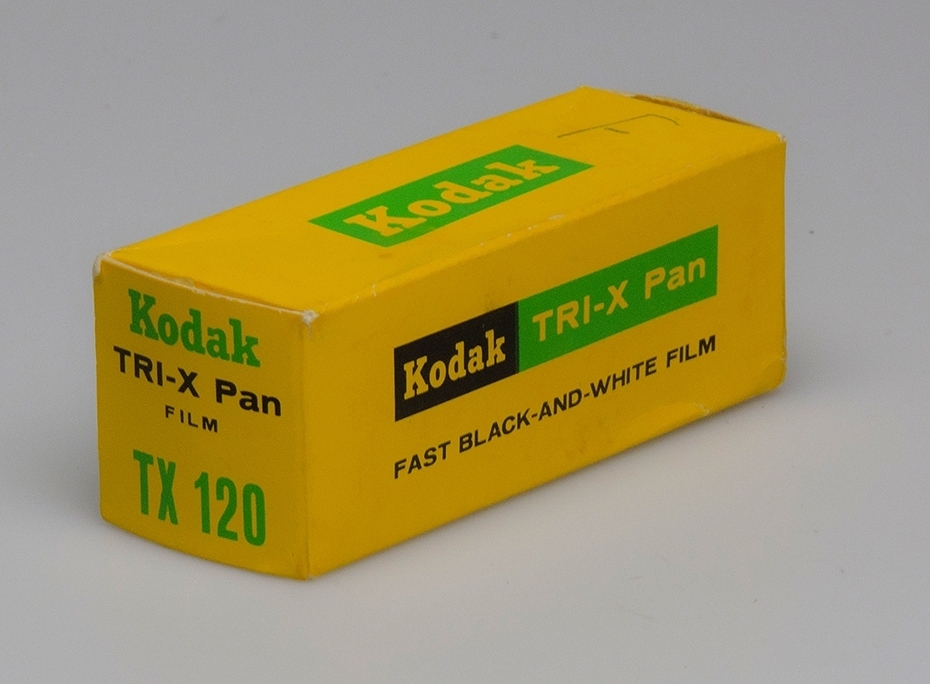 Kodak
Kodak
TRI-X Pan
FILM
TX 120
Kodak TRI-X Pan
FAST BLACK-AND-WHITE FILM